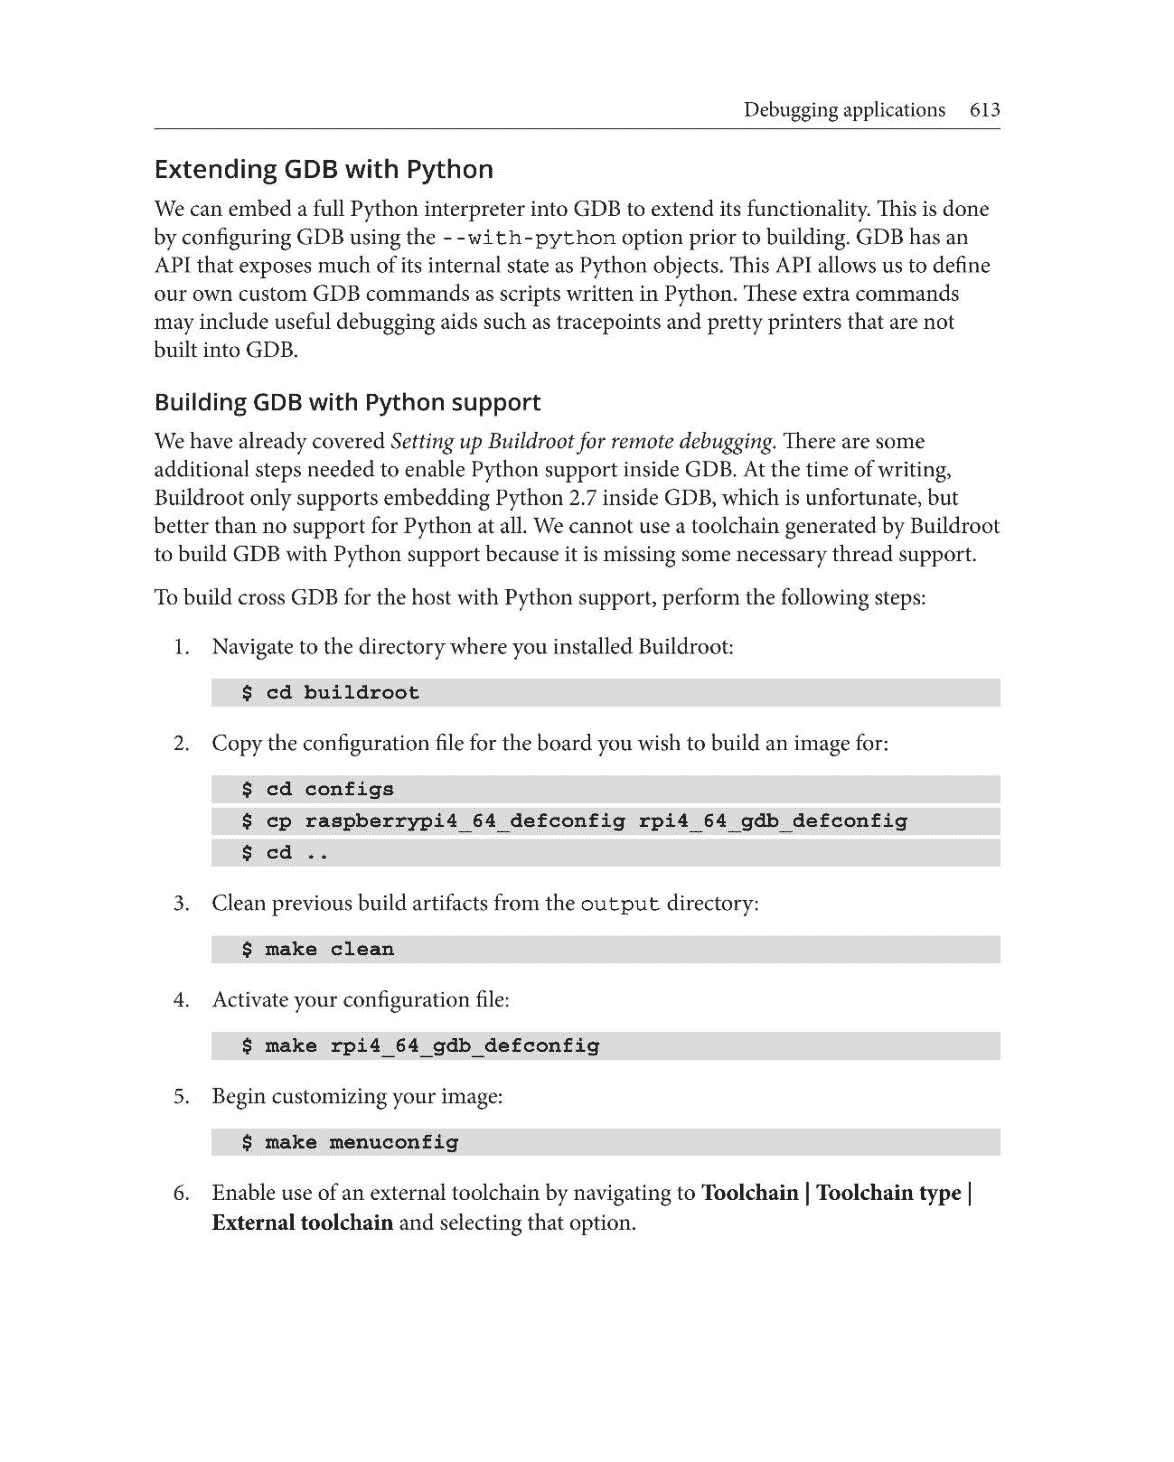 Debugging applications 613
Extending GDB with Python
We can embed a full Python interpreter into GDB to extend its functionality. This is done
by configuring GDB using the --with-python option prior to building. GDB has an
API that exposes much of its internal state as Python objects. This API allows us to define
our own custom GDB commands as scripts written in Python. These extra commands
may include useful debugging aids such as tracepoints and pretty printers that are not
built into GDB.
Building GDB with Python support
We have already covered Setting up Buildroot for remote debugging. There are some
additional steps needed to enable Python support inside GDB. At the time of writing,
Buildroot only supports embedding Python 2.7 inside GDB, which is unfortunate, but
better than no support for Python at all. We cannot use a toolchain generated by Buildroot
to build GDB with Python support because it is missing some necessary thread support.
To build cross GDB for the host with Python support, perform the following steps:
1. Navigate to the directory where you installed Buildroot:
$ cd buildroot
2. Copy the configuration file for the board you wish to build an image for:
$ cd configs
$ cp raspberrypi4_64_defconfig rpi4_64_gdb_defconfig
$ cd ..
3. Clean previous build artifacts from the output directory:
$ make clean
4. Activate your configuration file:
$ make rpi4_64_gdb_defconfig
5. Begin customizing your image:
$ make menuconfig
6. Enable use of an external toolchain by navigating to Toolchain | Toolchain type |
External toolchain and selecting that option.